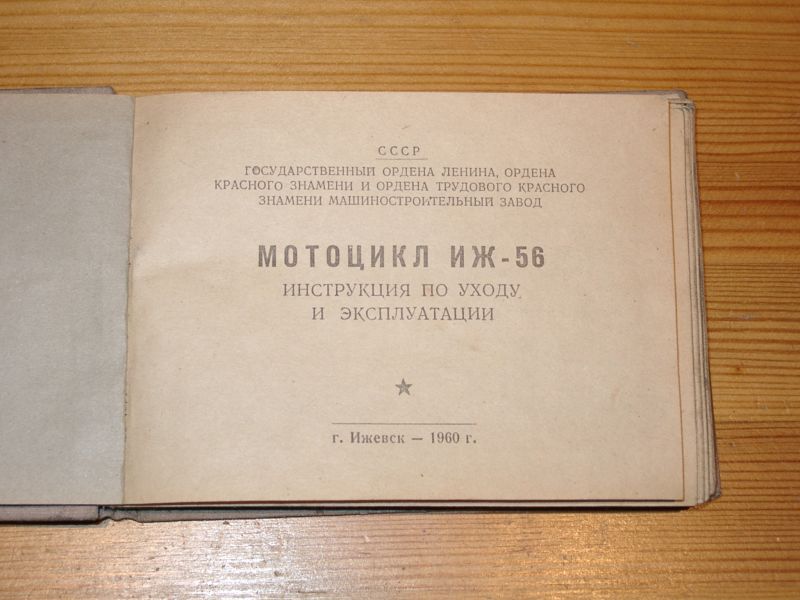 СССР
ГОСУДАРСТВЕННЫЙ ОРДЕНА ЛЕНИНА, ОРДЕНА
КРАСНОГО ЗНАМЕНИ И ОРДЕНА ТРУДОВОГО КРАСНОГО
ЗНАМЕНИ МАШИНОСТРОИТЕЛЬНЫЙ ЗАВОД
МОТОЦИКЛ ИЖ-56
ИНСТРУКЦИЯ ПО УХОДУ
И ЭКСПЛУАТАЦИИ
г. Ижевск — 1960 г.